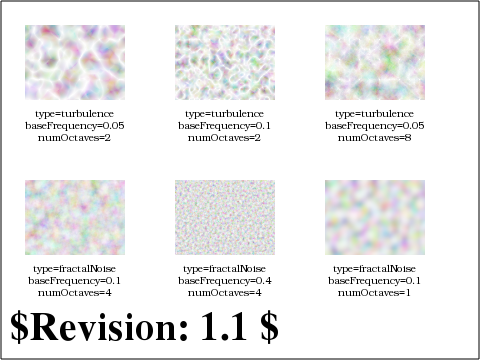 type=turbulence
baseFrequency=0.05
numOctaves=2
type=turbulence
baseFrequency=0.1
numOctaves=2
type=turbulence
baseFrequency=0.05
numOctaves=8
type=fractalNoise
baseFrequency=0.1
numOctaves=4
type=fractalNoise
baseFrequency=0.4
numOctaves=4
type=fractalNoise
baseFrequency=0.1
numOctaves=1
$Revision: 1.1 $